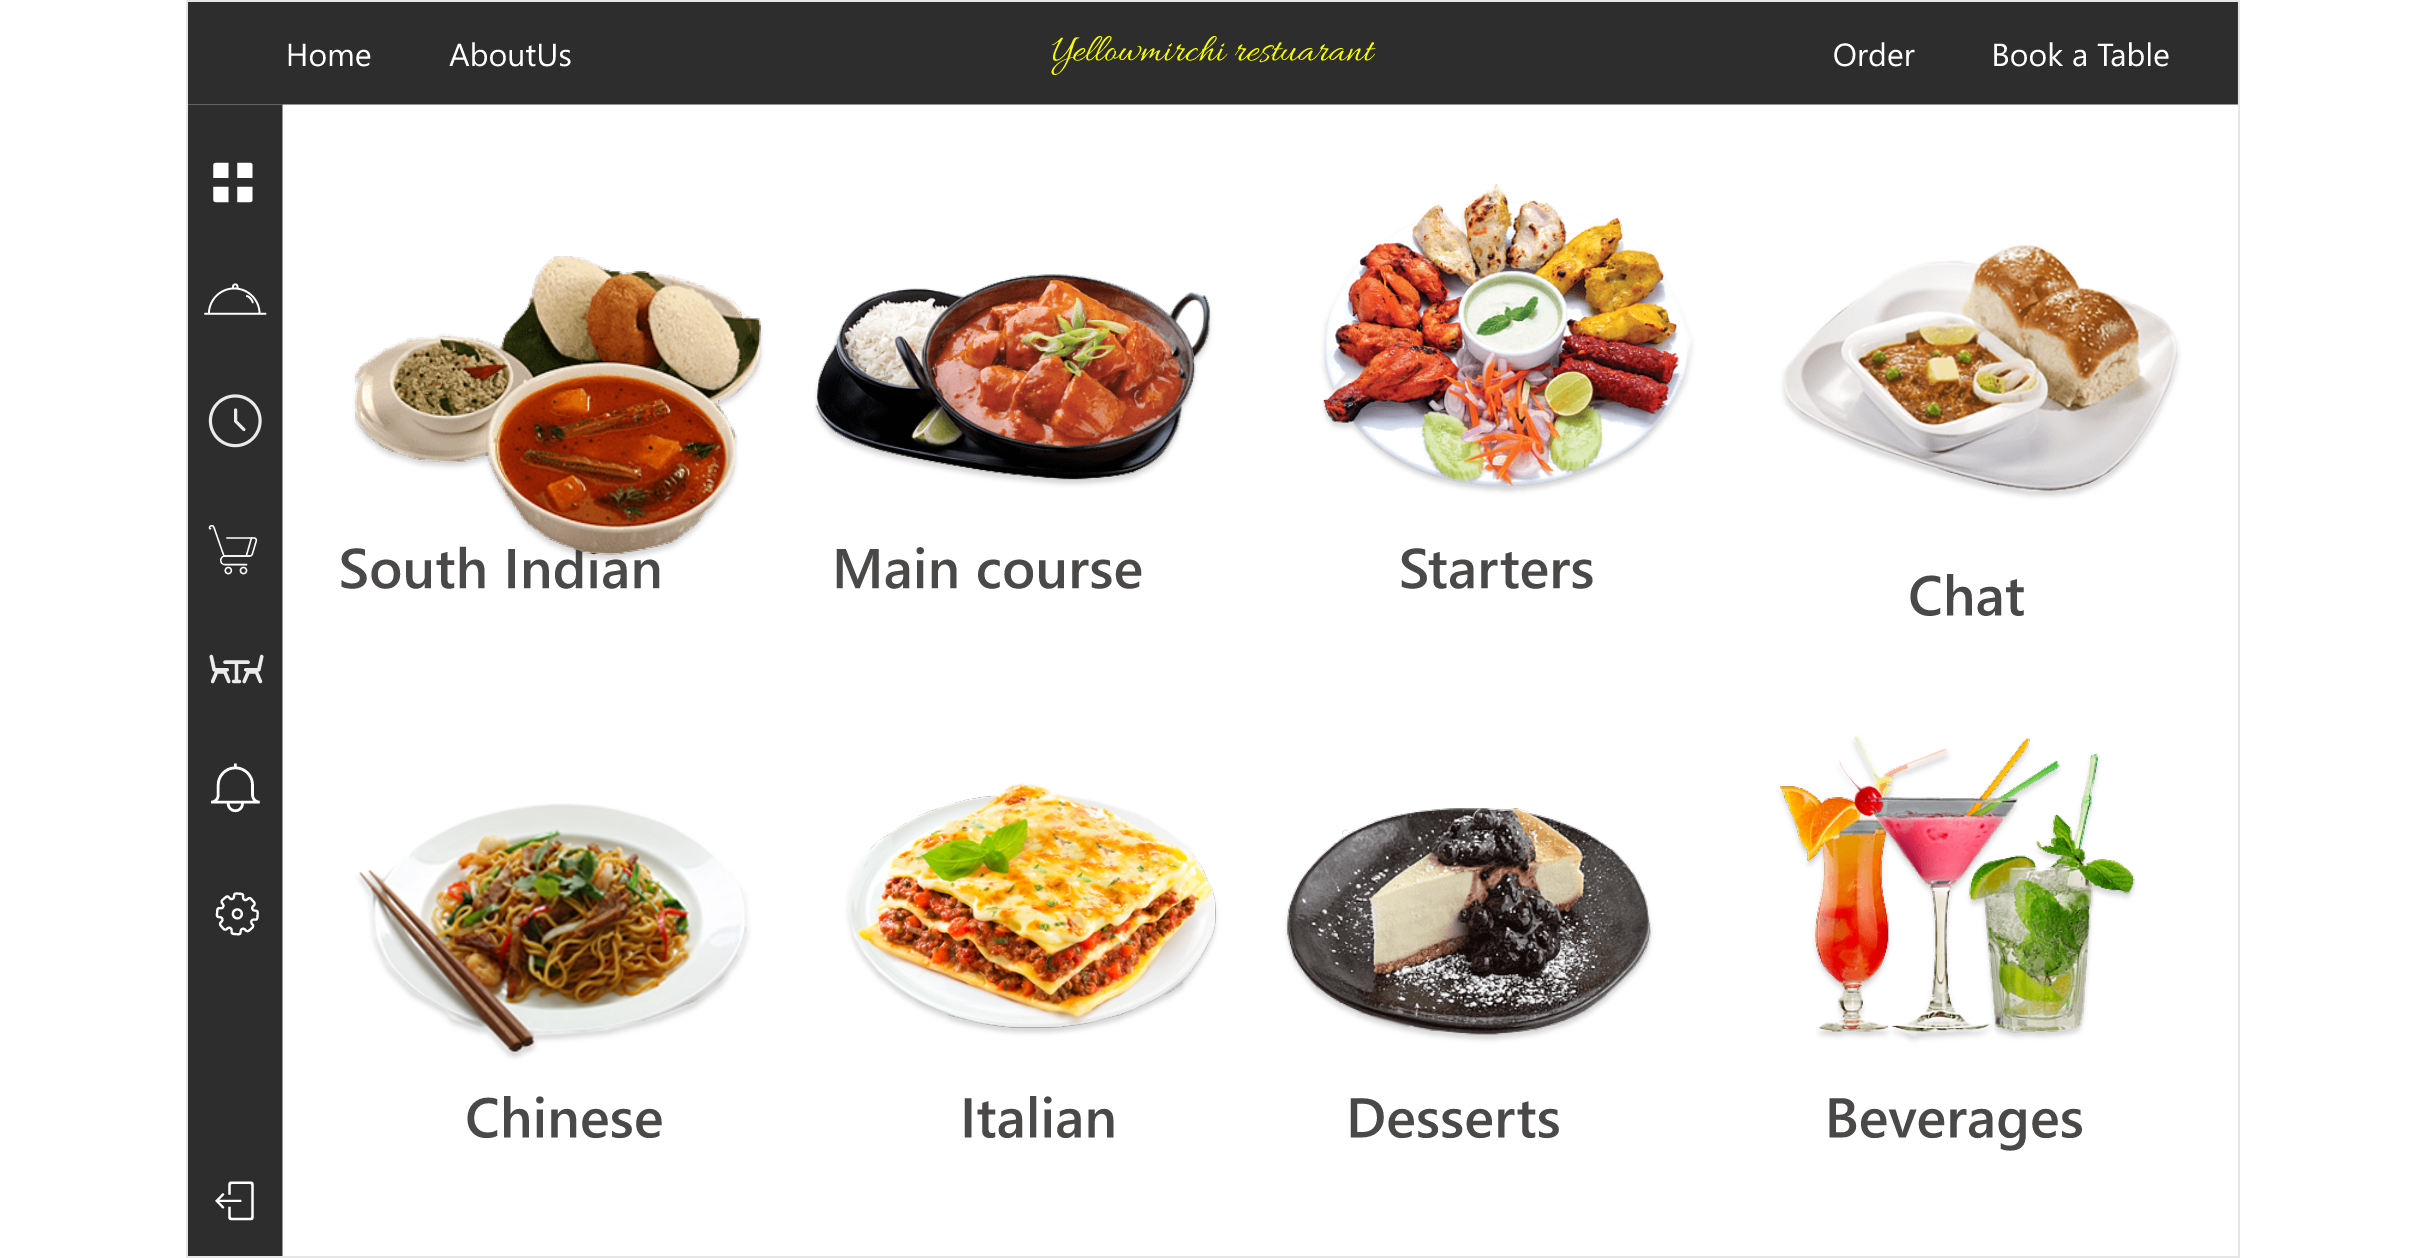 Home AboutUs Yellowmirchi restuarant Order Book a Table
South Indian Main course Starters Chat
Chinese Italian Desserts Beverages